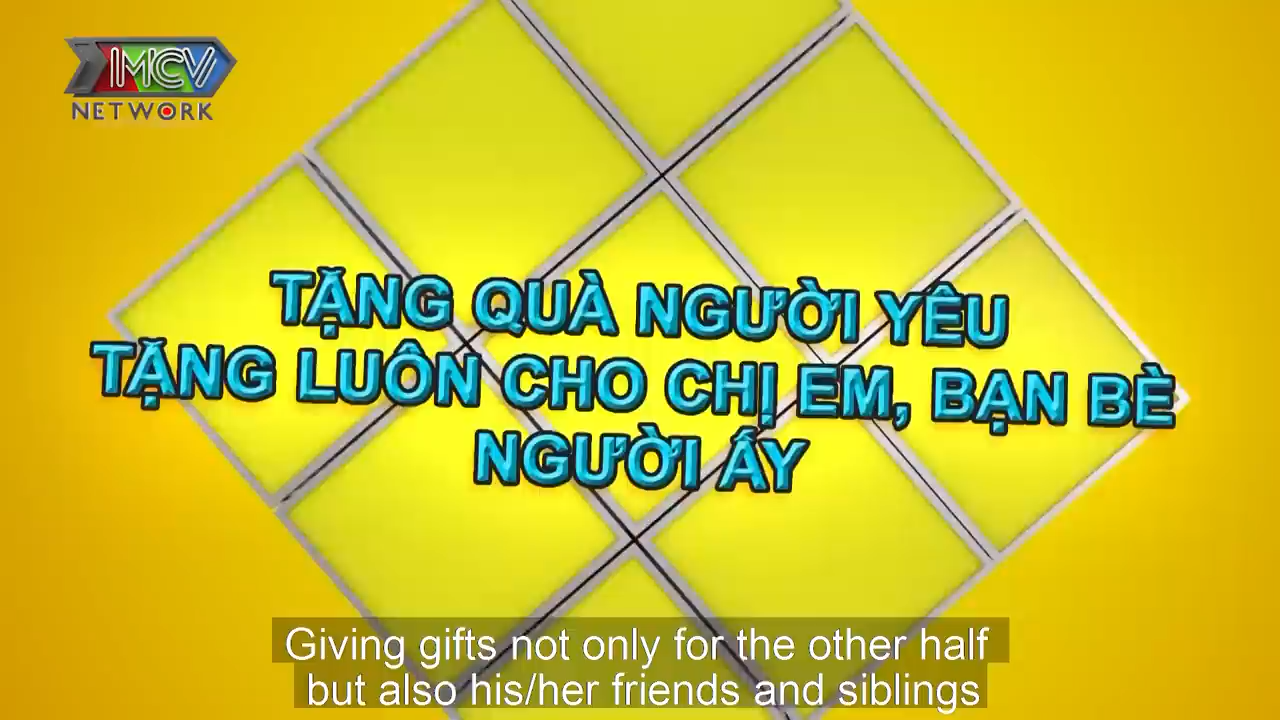 MCV
NETWORK
TẶNG QUÀ NGƯỜI YÊU
TẶNG LUÔN CHO CHỊ EM, BẠN BÈ
NGƯỜI ẤY
Giving gifts not only for the other half
but also his/her friends and siblings